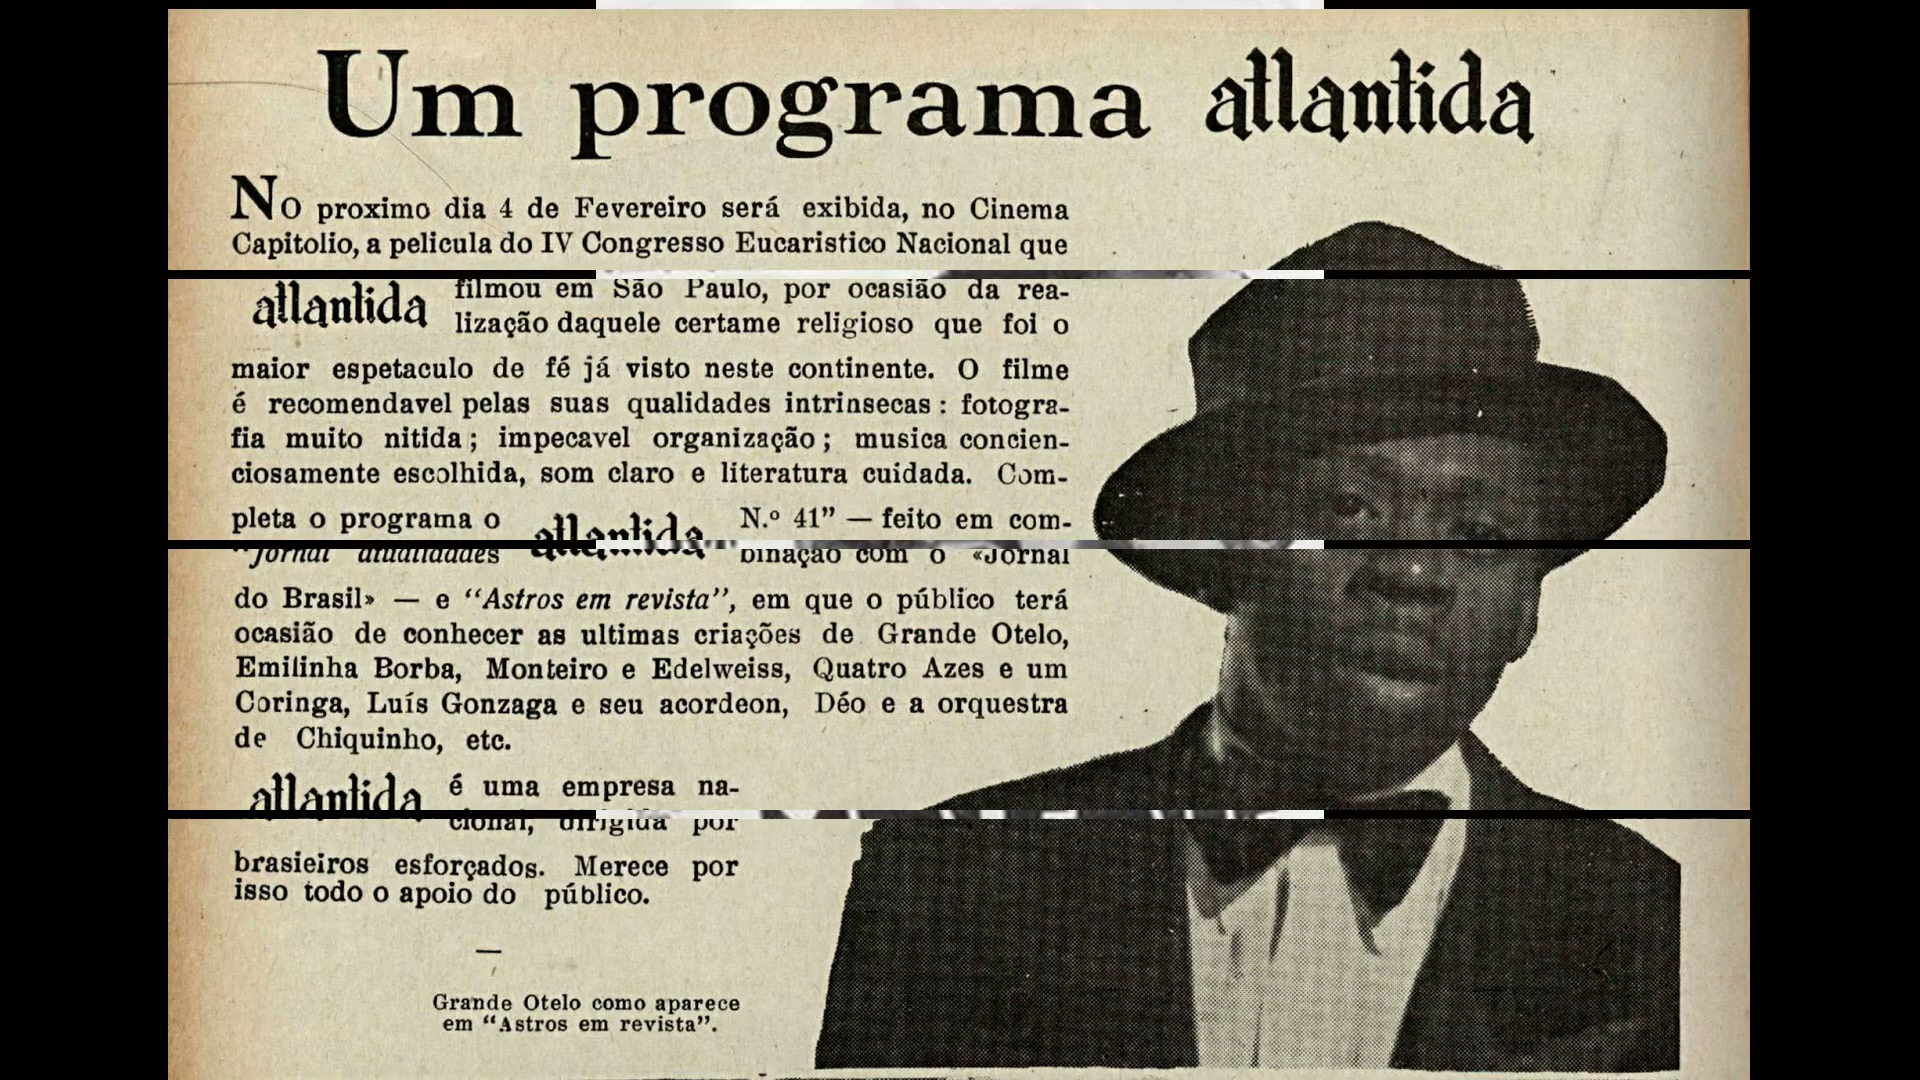 Um programa atlantida
No proximo dia 4 de Fevereiro será exibida, no Cinema
Capitolio, a pelicula do IV Congresso Eucaristico Nacional que
atlantida filmou em São Paulo, por ocasião da rea-
lização daquele certame religioso que foi o
maior espetaculo de fé já visto neste continente. O filme
é recomendavel pelas suas qualidades intrinsecas : fotogra-
fia muito nitida ; impecavel organização ; musica concien-
ciosamente escolhida, som claro e literatura cuidada. Com-
pleta o programa o
"Jornal atualidades atlantida N.º 41" — feito em com-
binação com o «Jornal
do Brasil» — e "Astros em revista", em que o público terá
ocasião de conhecer as ultimas criações de Grande Otelo,
Emilinha Borba, Monteiro e Edelweiss, Quatro Azes e um
Coringa, Luís Gonzaga e seu acordeon, Déo e a orquestra
de Chiquinho, etc.
atlantida é uma empresa na-
cional, dirigida por
brasieiros esforçados. Merece por
isso todo o apoio do público.
—
Grande Otelo como aparece
em "Astros em revista".